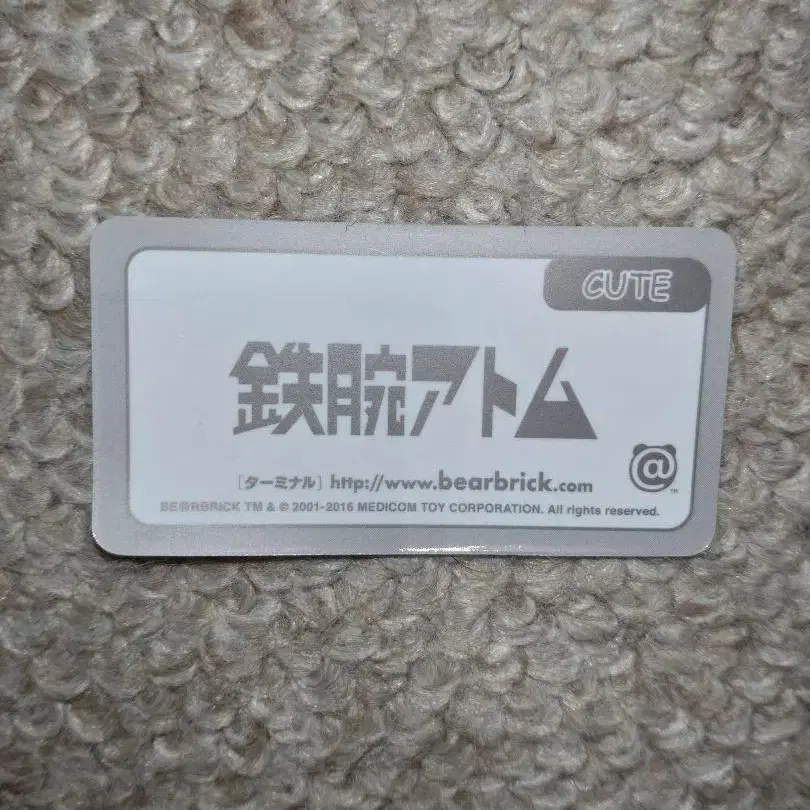 CUTE
鉄腕アトム
@
TM
[ターミナル] http://www.bearbrick.com
BE@RBRICK TM & © 2001-2016 MEDICOM TOY CORPORATION. All rights reserved.